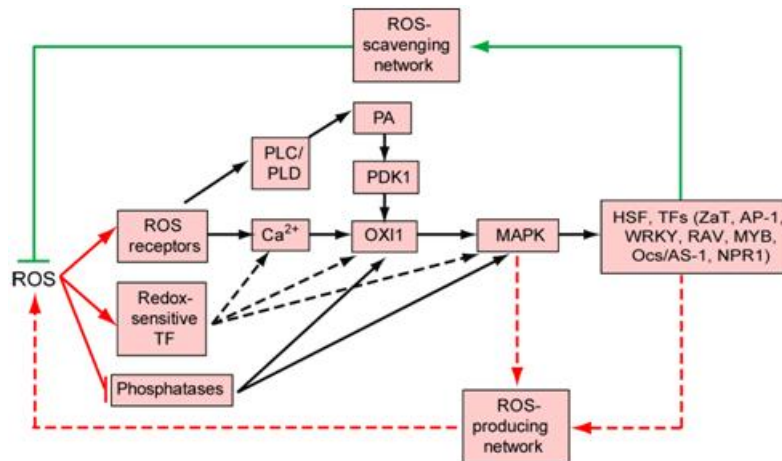 ROS-
scavenging
network
PA
PLC/
PLD
PDK1
ROS
receptors
Ca²⁺
OXI1
MAPK
HSF, TFs (ZaT, AP-1,
WRKY, RAV, MYB,
Ocs/AS-1, NPR1)
ROS
Redox-
sensitive
TF
Phosphatases
ROS-
producing
network